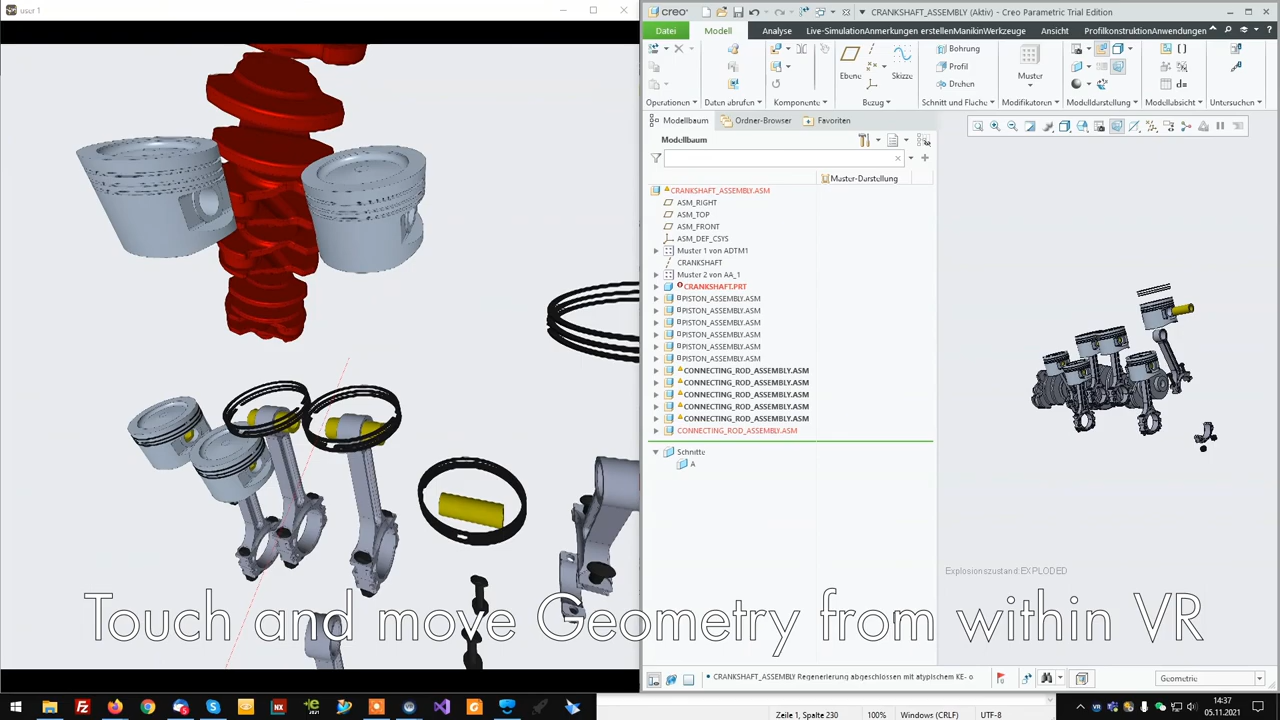 user 1
creo
CRANKSHAFT_ASSEMBLY (Aktiv) - Creo Parametric Trial Edition
Datei
Modell
Analyse
Live-Simulation
Anmerkungen erstellen
Manikin
Werkzeuge
Ansicht
Profilkonstruktion
Anwendungen
Ebene
Skizze
Bohrung
Profil
Drehen
Muster
Operationen
Daten abrufen
Komponente
Bezug
Schnitt und Fläche
Modifikatoren
Modelldarstellung
Modellabsicht
Untersuchen
Modellbaum
Ordner-Browser
Favoriten
Modellbaum
Master-Darstellung
CRANKSHAFT_ASSEMBLY.ASM
ASM_RIGHT
ASM_TOP
ASM_FRONT
ASM_DEF_CSYS
Muster 1 von ADTM1
CRANKSHAFT
Muster 2 von AA_1
CRANKSHAFT.PRT
PISTON_ASSEMBLY.ASM
PISTON_ASSEMBLY.ASM
PISTON_ASSEMBLY.ASM
PISTON_ASSEMBLY.ASM
PISTON_ASSEMBLY.ASM
PISTON_ASSEMBLY.ASM
CONNECTING_ROD_ASSEMBLY.ASM
CONNECTING_ROD_ASSEMBLY.ASM
CONNECTING_ROD_ASSEMBLY.ASM
CONNECTING_ROD_ASSEMBLY.ASM
CONNECTING_ROD_ASSEMBLY.ASM
CONNECTING_ROD_ASSEMBLY.ASM
Schnitte
A
Explosionszustand:EXPLODED
Touch and move Geometry from within VR
• CRANKSHAFT_ASSEMBLY Regenerierung abgeschlossen mit atypischem KE- o
Geometrie
Zeile 1, Spalte 230
100%
Windows (CRLF)
UTF-8
14:37
05.11.2021